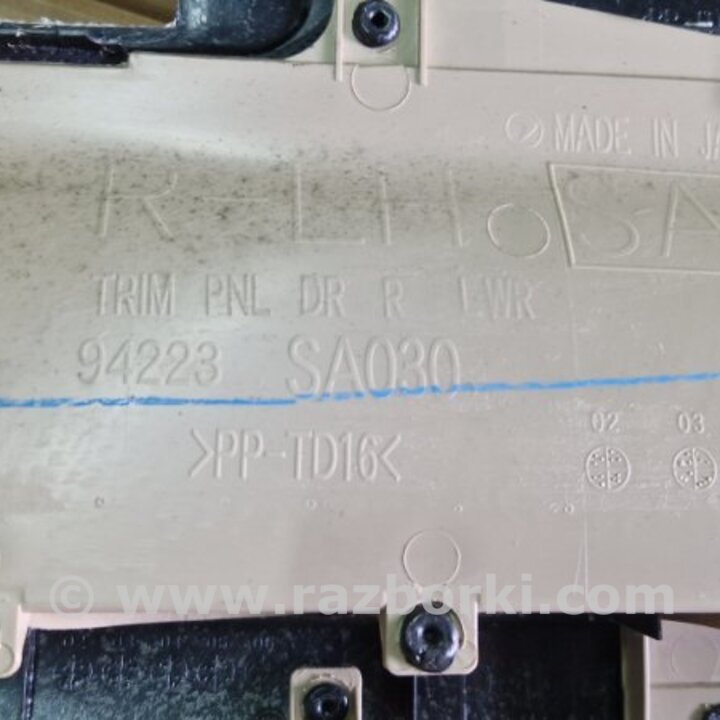 MADE IN JA
R-LH SA
TRIM PNL DR R LWR
94223 SA030
02 03
>PP-TD16<
© www.razborki.com